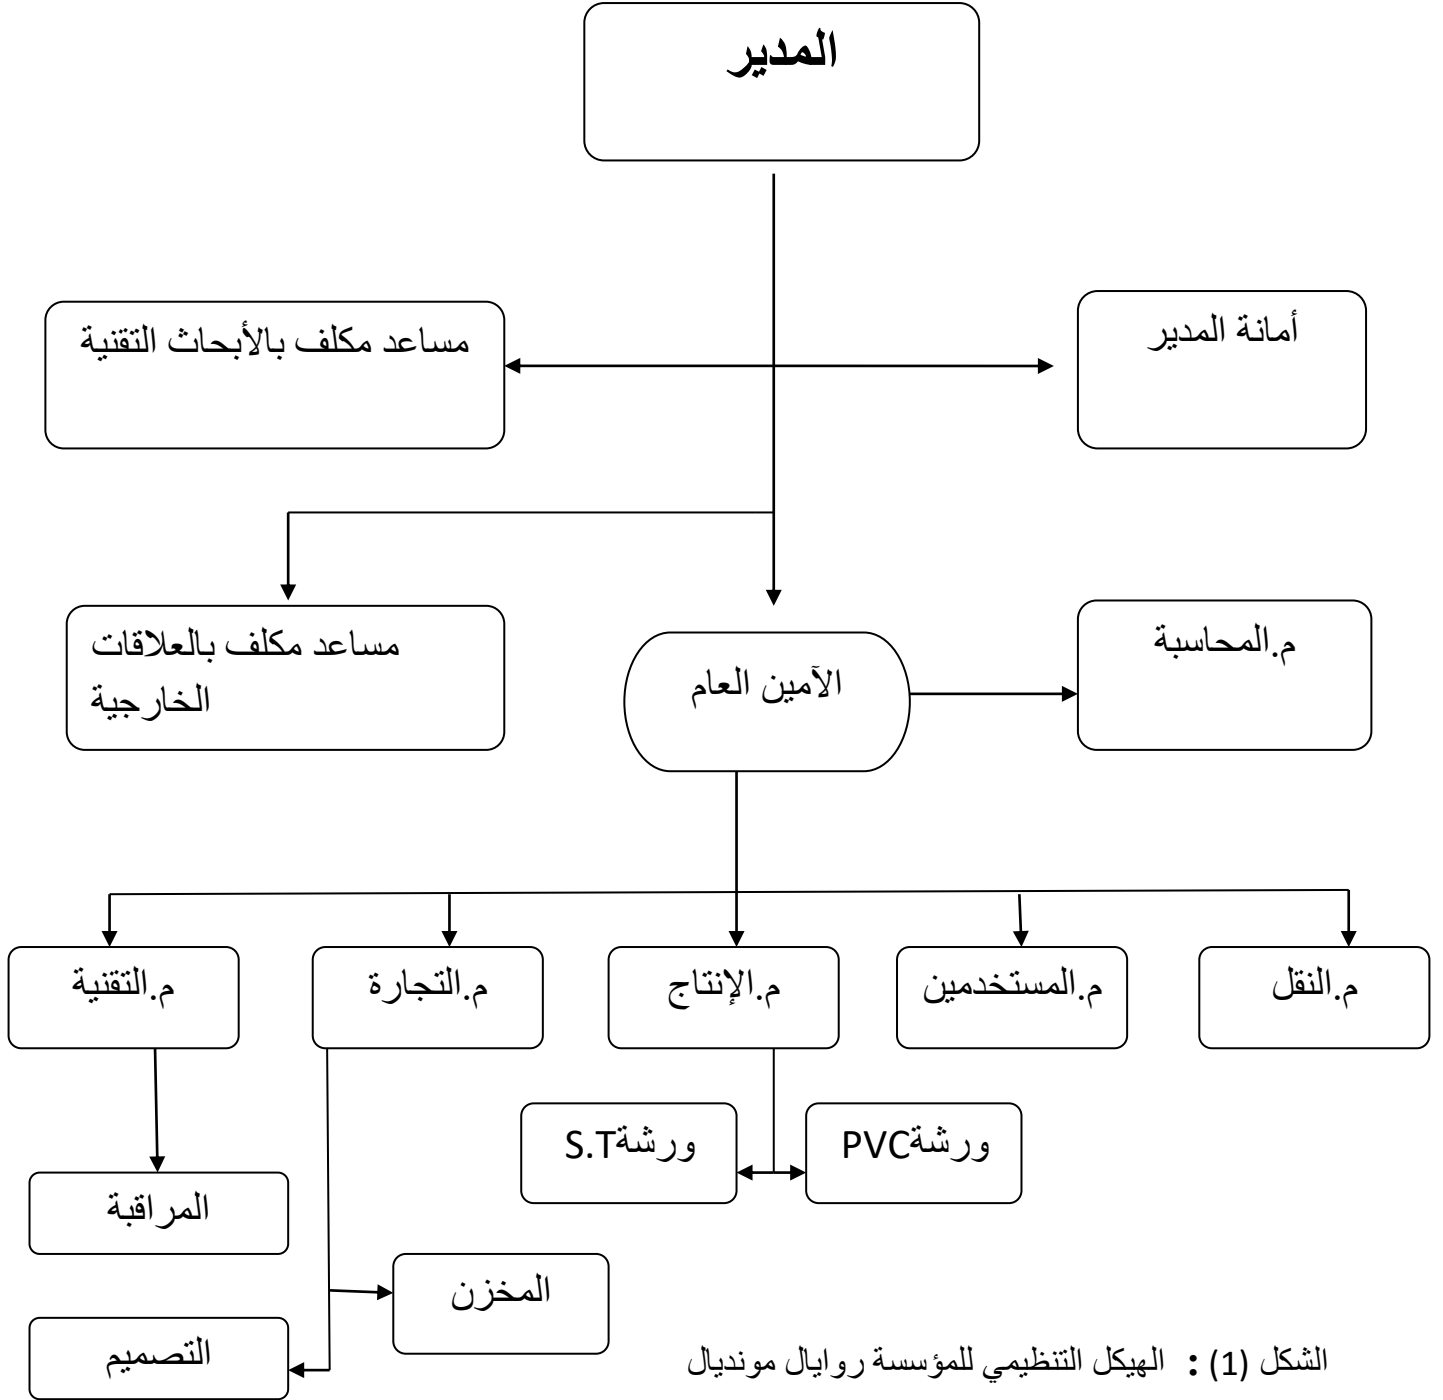 المدير
أمانة المدير
مساعد مكلف بالأبحاث التقنية
م.المحاسبة
الآمين العام
مساعد مكلف بالعلاقات
الخارجية
م.النقل
م.المستخدمين
م.الإنتاج
م.التجارة
م.التقنية
ورشةPVC
ورشةS.T
المراقبة
المخزن
التصميم
الشكل (1) : الهيكل التنظيمي للمؤسسة روايال مونديال